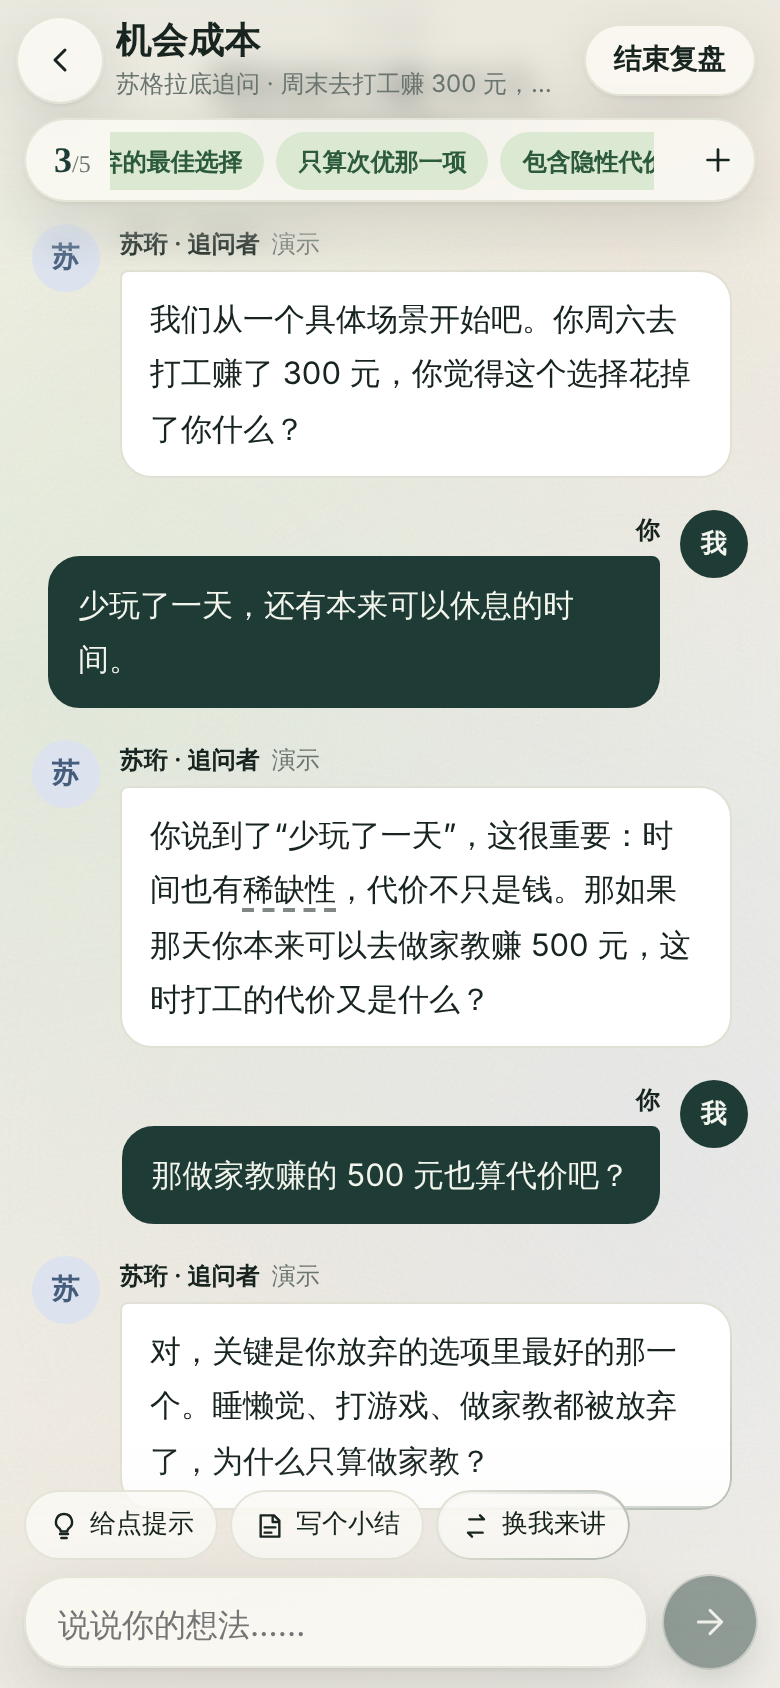 机会成本
苏格拉底追问 · 周末去打工赚 300 元，...
结束复盘
3/5
的最佳选择
只算次优那一项
包含隐性代
苏
苏珩 · 追问者 演示
我们从一个具体场景开始吧。你周六去
打工赚了 300 元，你觉得这个选择花掉
了你什么？
你
我
少玩了一天，还有本来可以休息的时
间。
苏
苏珩 · 追问者 演示
你说到了“少玩了一天”，这很重要：时
间也有稀缺性，代价不只是钱。那如果
那天你本来可以去做家教赚 500 元，这
时打工的代价又是什么？
你
我
那做家教赚的 500 元也算代价吧？
苏
苏珩 · 追问者 演示
对，关键是你放弃的选项里最好的那一
个。睡懒觉、打游戏、做家教都被放弃
了，为什么只算做家教？
给点提示
写个小结
换我来讲
说说你的想法......